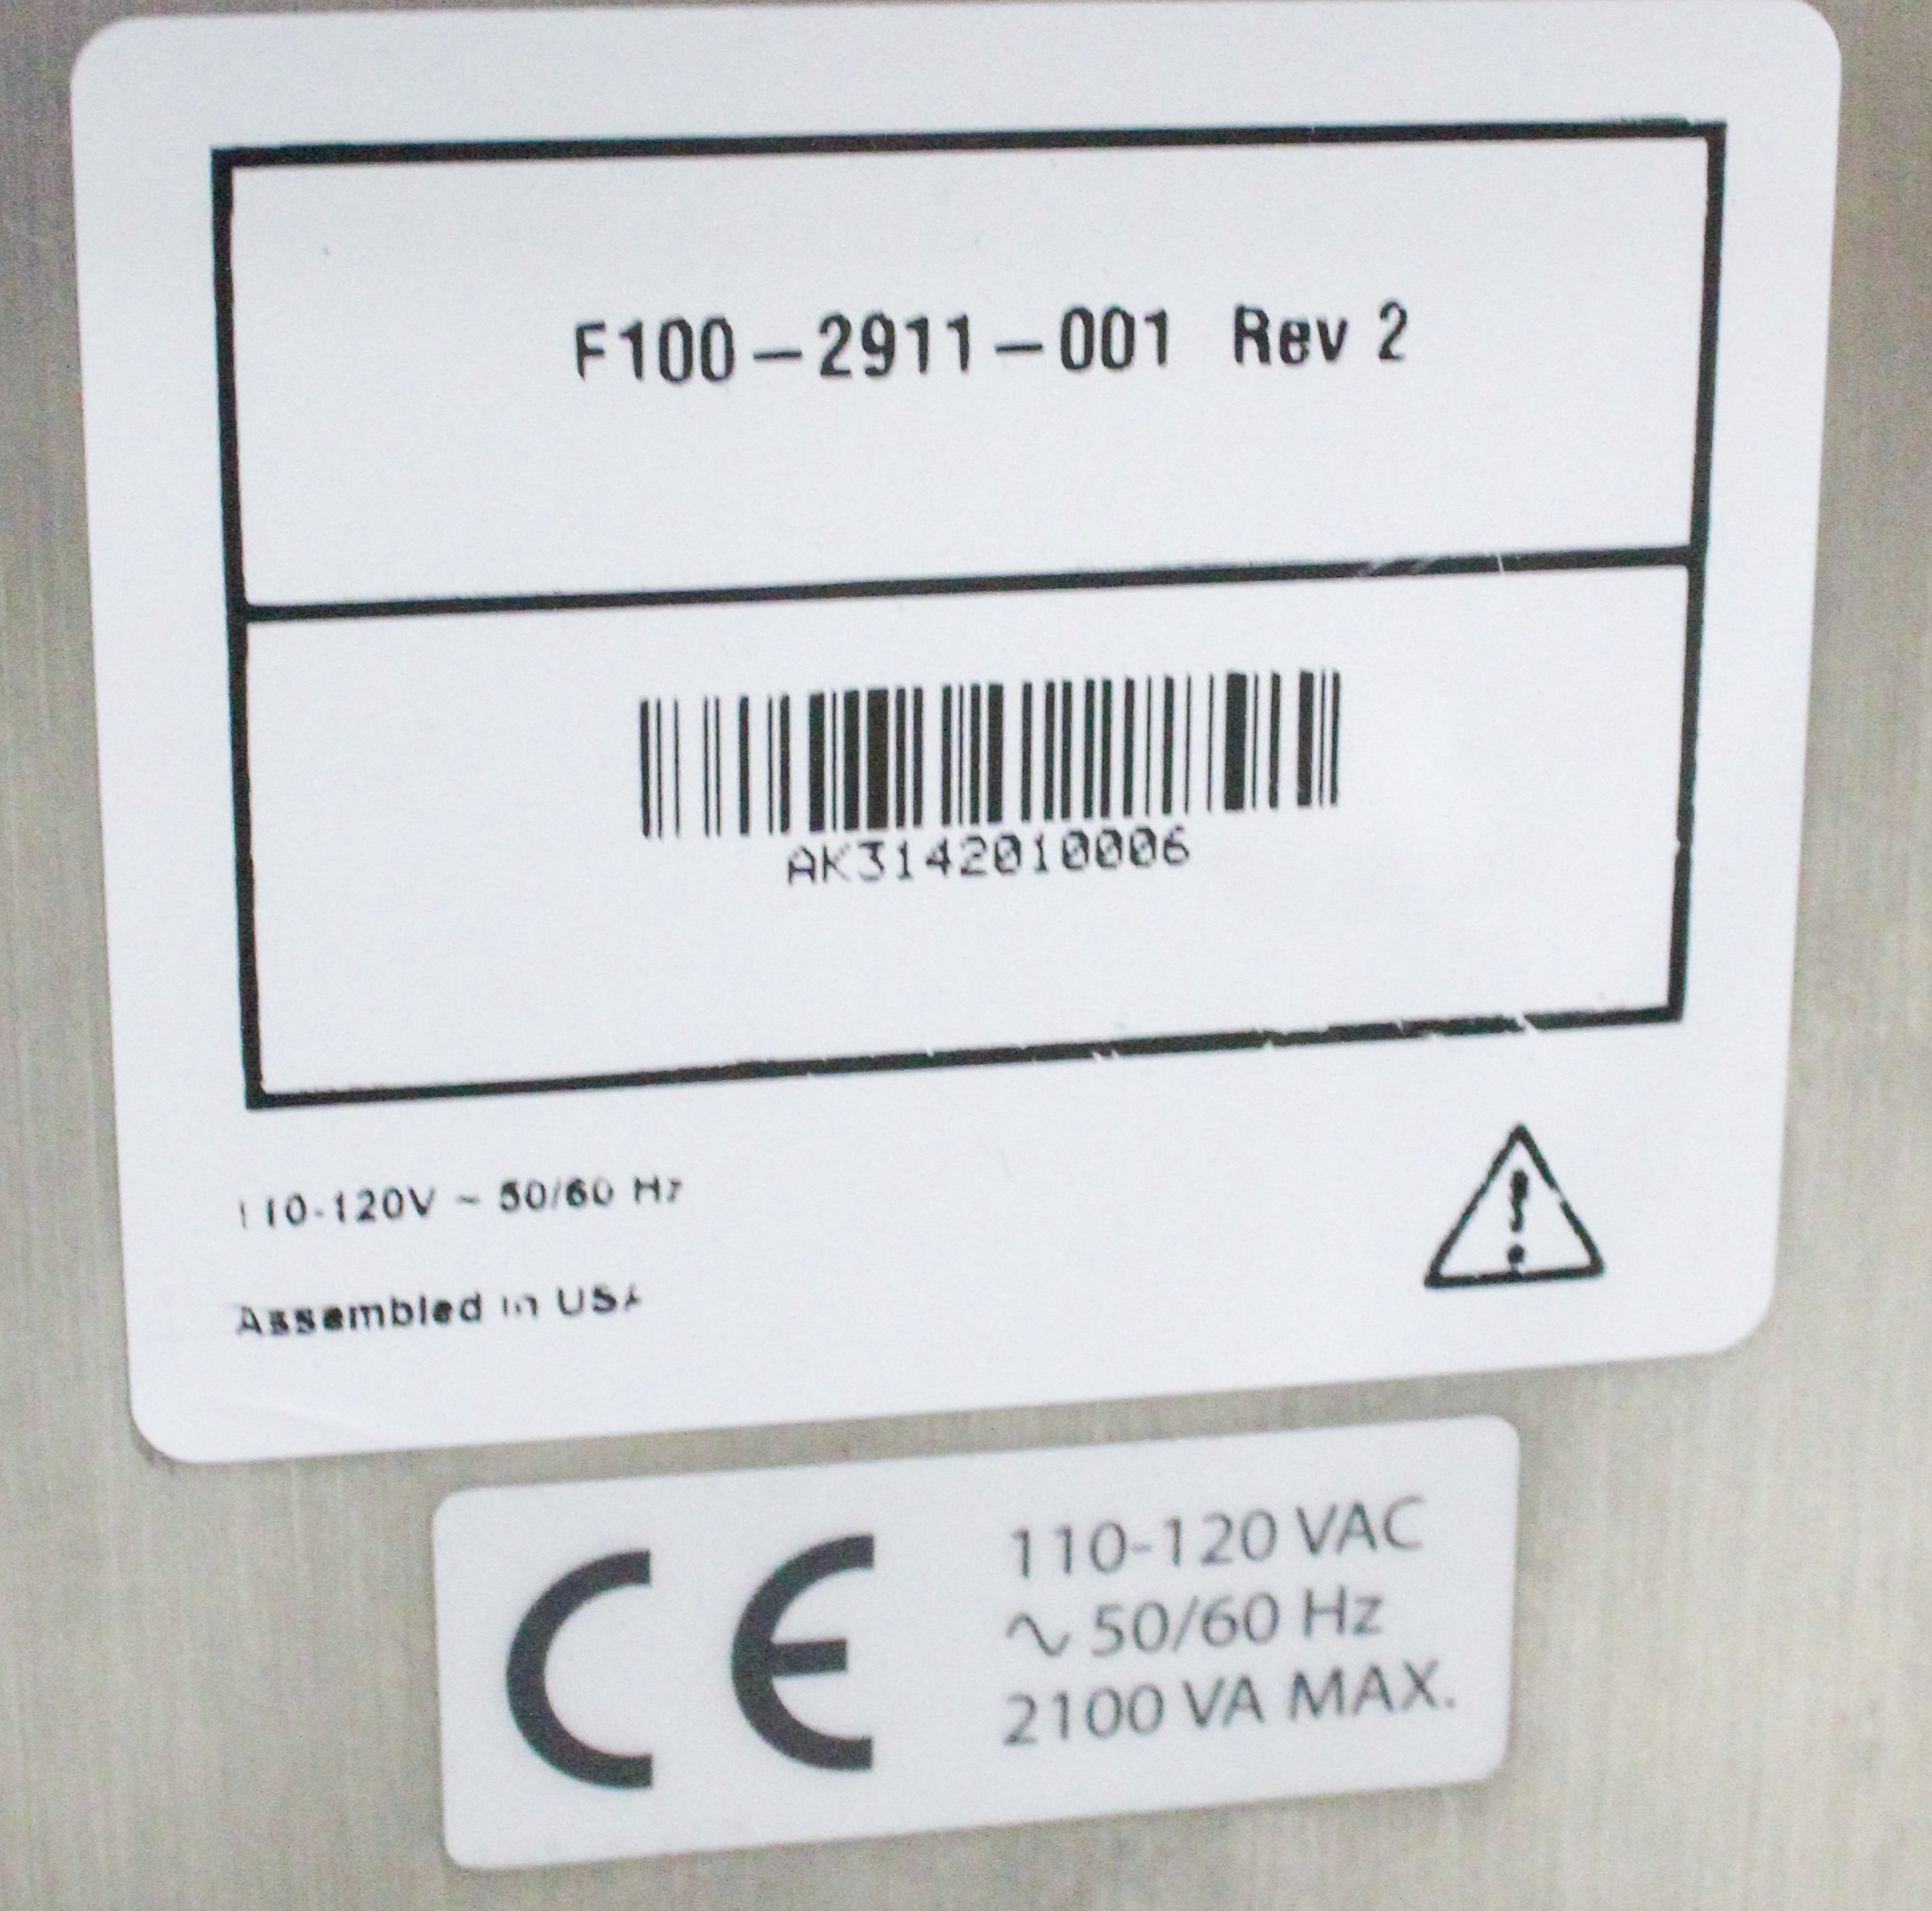 F100-2911-001 Rev 2
AK3142010006
110-120V ~ 50/60 Hz
Assembled in USA
CE
110-120 VAC
∿ 50/60 Hz
2100 VA MAX.